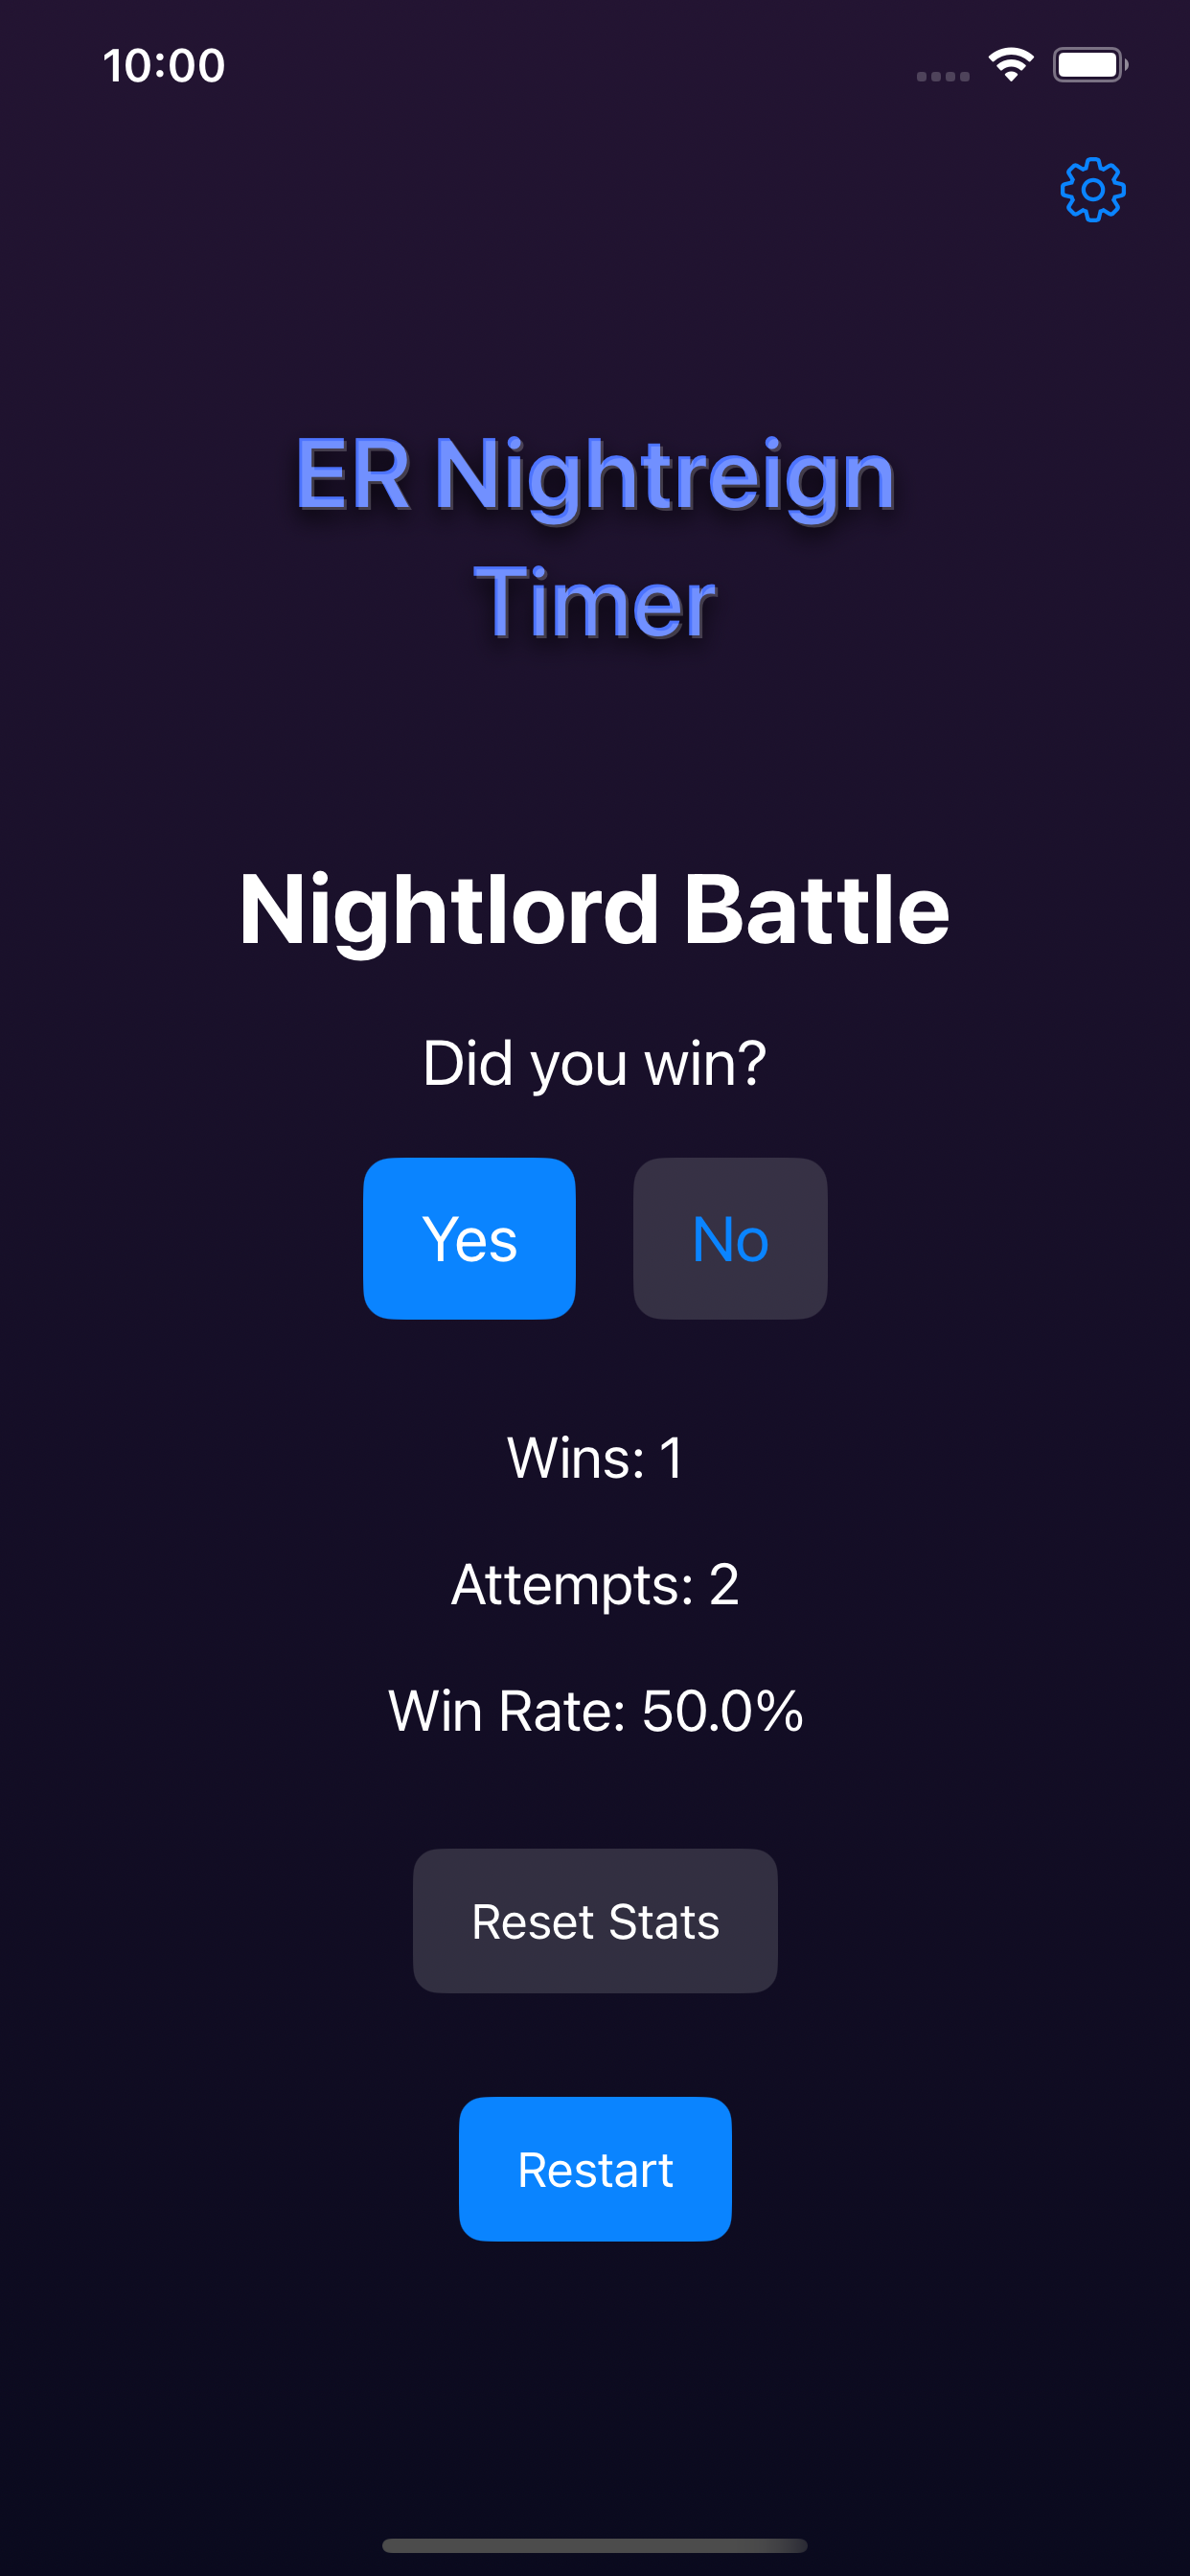 10:00
ER Nightreign
Timer
Nightlord Battle
Did you win?
Yes
No
Wins: 1
Attempts: 2
Win Rate: 50.0%
Reset Stats
Restart